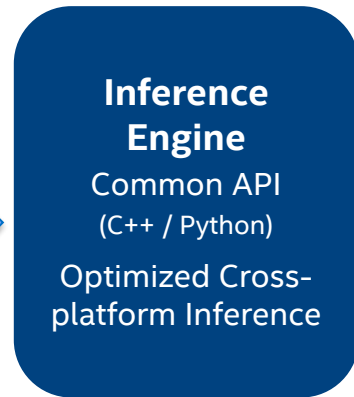 Inference
Engine
Common API
(C++ / Python)
Optimized Cross-
platform Inference